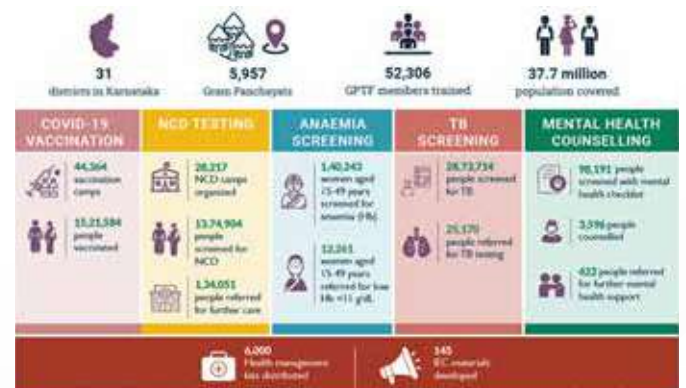 31
districts in Karnataka
5,957
Gram Panchayats
52,306
GPTF members trained
37.7 million
population covered
COVID-19
VACCINATION
44,364
vaccination
camps
15,21,584
people
vaccinated
NCD TESTING
28,217
NCD camps
organized
13,74,904
people
screened for
NCD
1,34,051
people referred
for further care
ANAEMIA
SCREENING
1,40,243
women aged
15-49 years
screened for
anaemia (Hb)
12,261
women aged
15-49 years
referred for low
Hb <11 g/dL
TB
SCREENING
28,73,714
people screened
for TB
25,170
people referred
for TB testing
MENTAL HEALTH
COUNSELLING
98,191 people
screened with mental
health checklist
3,596 people
counselled
422 people referred
for further mental
health support
6,000
Health management
kits distributed
145
IEC materials
developed